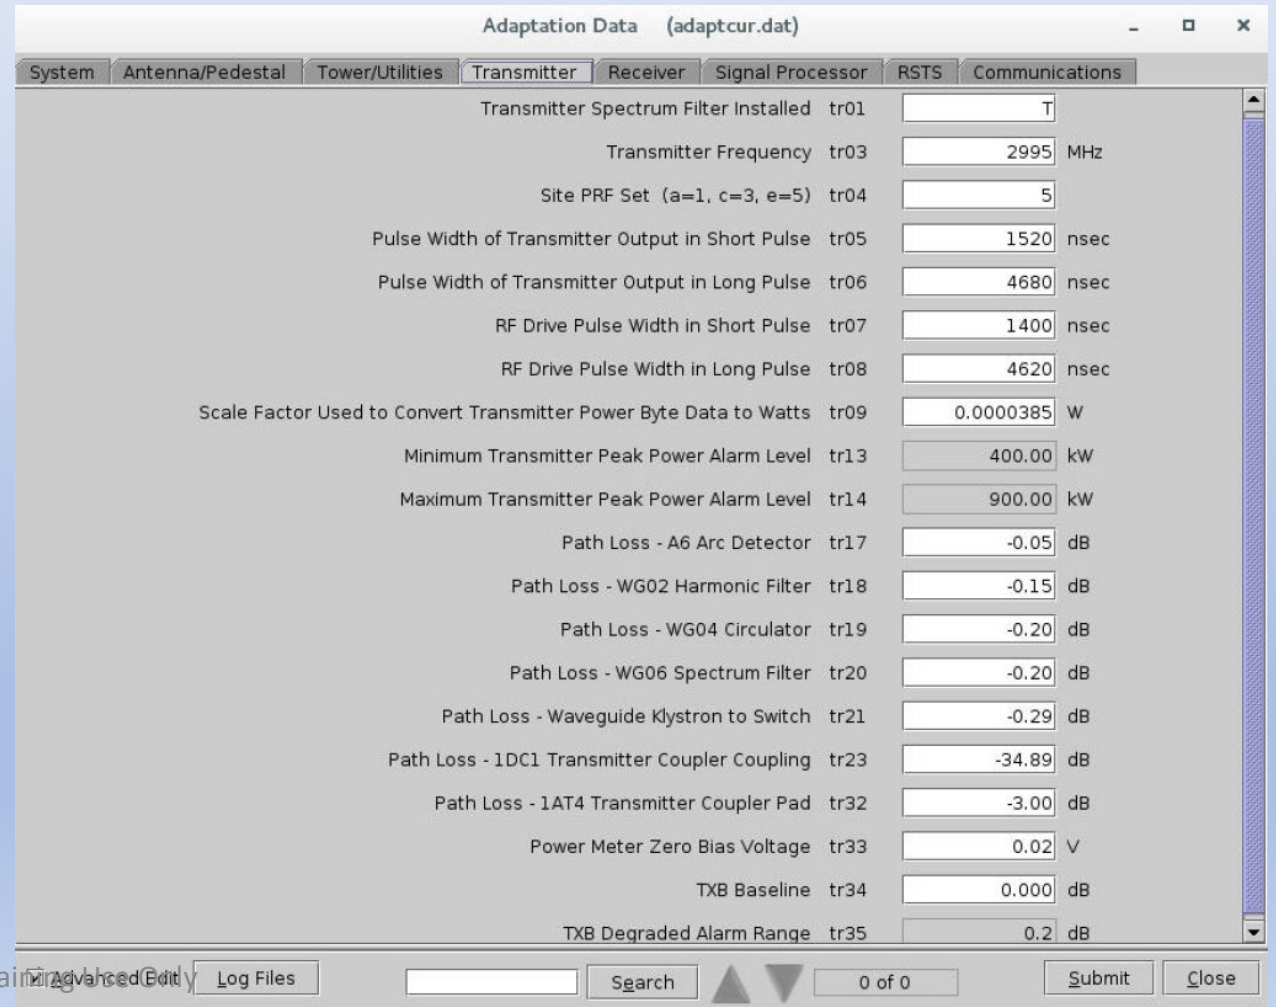 Adaptation Data (adaptcur.dat)
System Antenna/Pedestal Tower/Utilities Transmitter Receiver Signal Processor RSTS Communications
Transmitter Spectrum Filter Installed tr01 T
Transmitter Frequency tr03 2995 MHz
Site PRF Set (a=1, c=3, e=5) tr04 5
Pulse Width of Transmitter Output in Short Pulse tr05 1520 nsec
Pulse Width of Transmitter Output in Long Pulse tr06 4680 nsec
RF Drive Pulse Width in Short Pulse tr07 1400 nsec
RF Drive Pulse Width in Long Pulse tr08 4620 nsec
Scale Factor Used to Convert Transmitter Power Byte Data to Watts tr09 0.0000385 W
Minimum Transmitter Peak Power Alarm Level tr13 400.00 kW
Maximum Transmitter Peak Power Alarm Level tr14 900.00 kW
Path Loss - A6 Arc Detector tr17 -0.05 dB
Path Loss - WG02 Harmonic Filter tr18 -0.15 dB
Path Loss - WG04 Circulator tr19 -0.20 dB
Path Loss - WG06 Spectrum Filter tr20 -0.20 dB
Path Loss - Waveguide Klystron to Switch tr21 -0.29 dB
Path Loss - 1DC1 Transmitter Coupler Coupling tr23 -34.89 dB
Path Loss - 1AT4 Transmitter Coupler Pad tr32 -3.00 dB
Power Meter Zero Bias Voltage tr33 0.02 V
TXB Baseline tr34 0.000 dB
TXB Degraded Alarm Range tr35 0.2 dB
Advanced Edit Log Files Search 0 of 0 Submit Close
Use Only